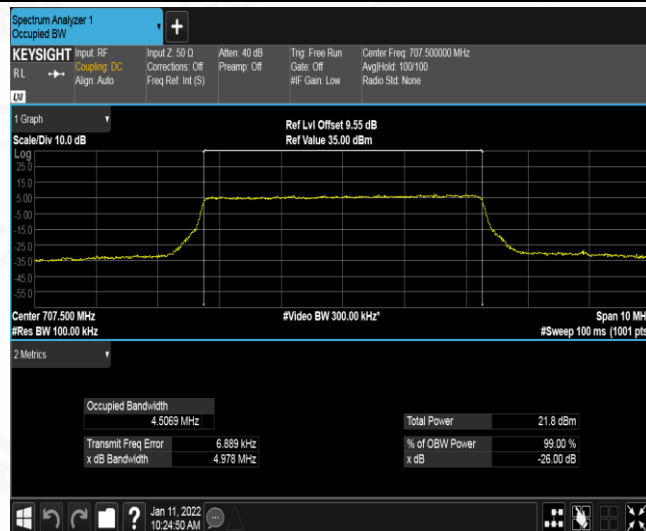 Spectrum Analyzer 1
Occupied BW
+
KEYSIGHT
RL
LXI
Input: RF
Coupling: DC
Align: Auto
Input Z: 50 Ω
Corrections: Off
Freq Ref: Int (S)
Atten: 40 dB
Preamp: Off
Trig: Free Run
Gate: Off
#IF Gain: Low
Center Freq: 707.500000 MHz
Avg|Hold: 100/100
Radio Std: None
1 Graph
Scale/Div 10.0 dB
Ref Lvl Offset 9.55 dB
Ref Value 35.00 dBm
Log
25.0
15.0
5.00
-5.00
-15.0
-25.0
-35.0
-45.0
-55.0
Center 707.500 MHz
#Res BW 100.00 kHz
#Video BW 300.00 kHz*
Span 10 MH
#Sweep 100 ms (1001 pts
2 Metrics
Occupied Bandwidth
4.5069 MHz
Transmit Freq Error 6.889 kHz
x dB Bandwidth 4.978 MHz
Total Power 21.8 dBm
% of OBW Power 99.00 %
x dB -26.00 dB
?
Jan 11, 2022
10:24:50 AM